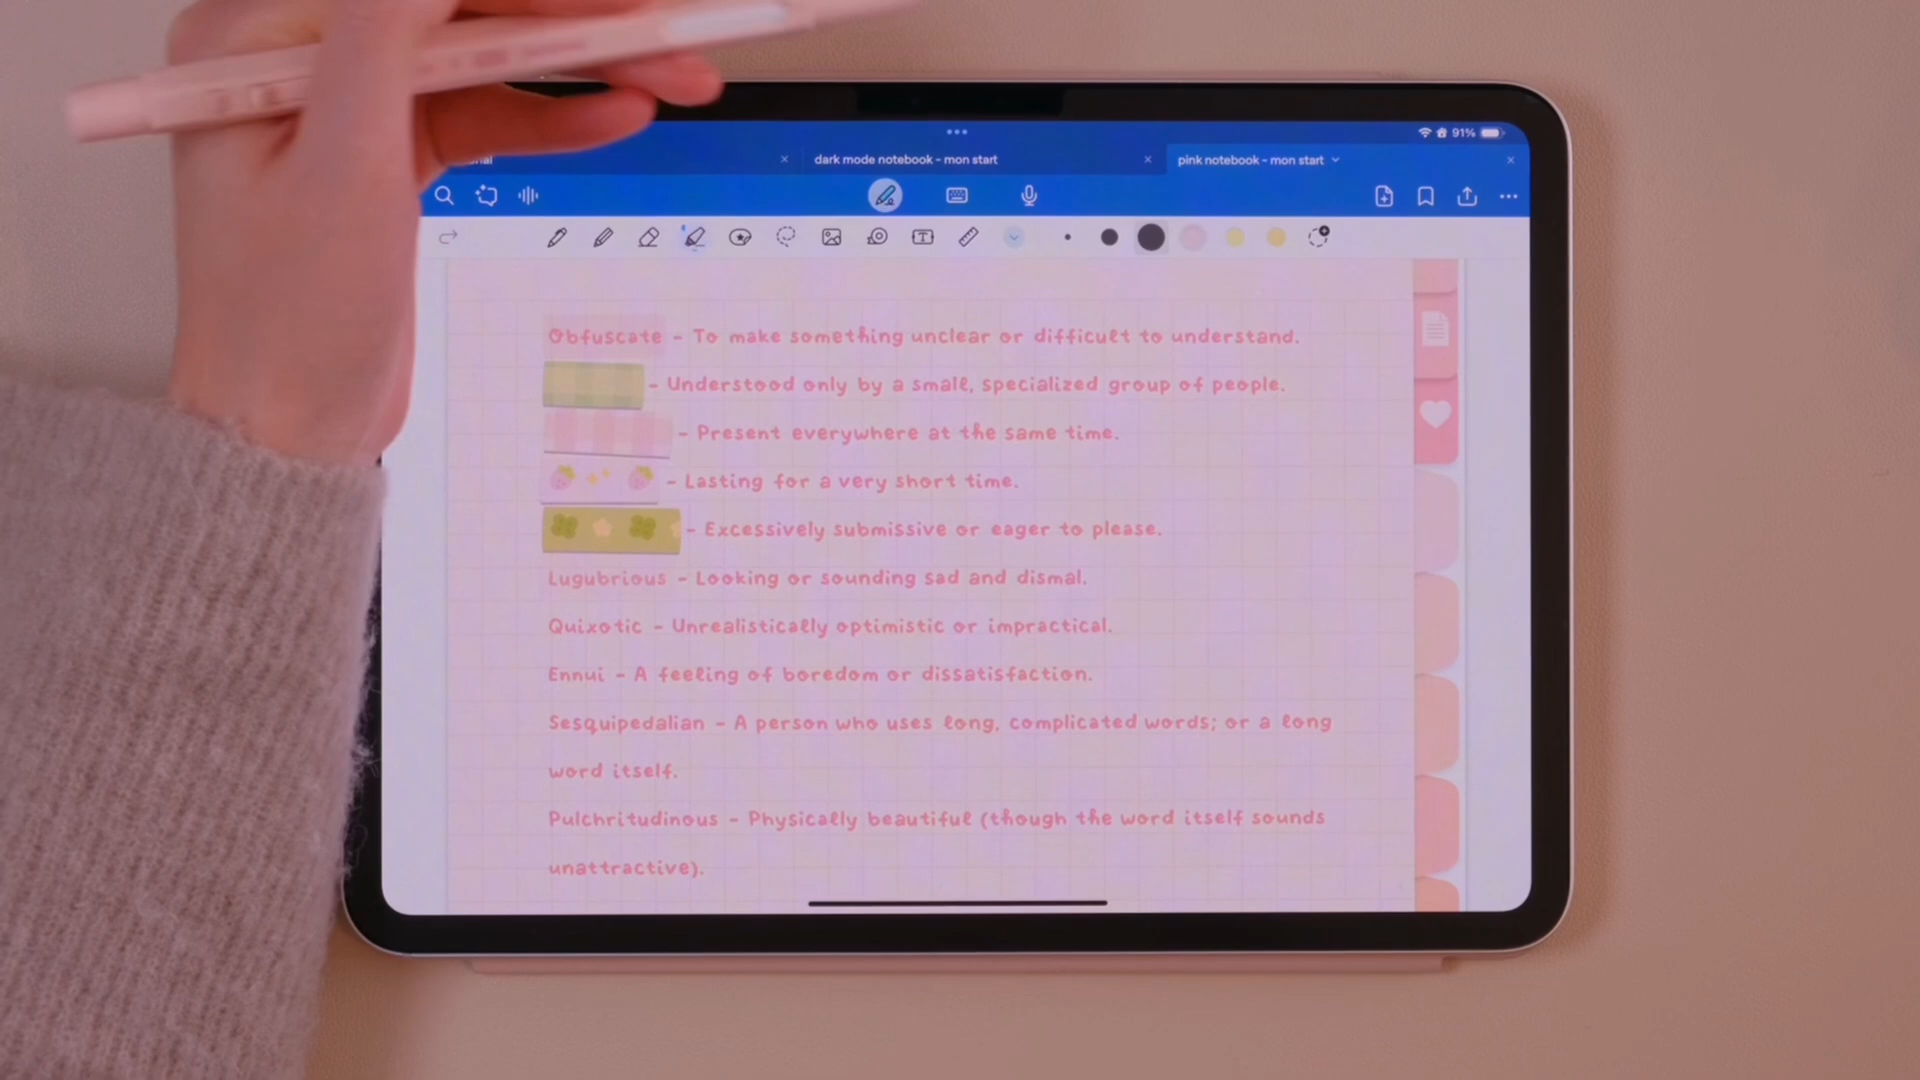 91%
dark mode notebook - mon start
pink notebook - mon start
Obfuscate - To make something unclear or difficult to understand.
- Understood only by a small, specialized group of people.
- Present everywhere at the same time.
- Lasting for a very short time.
- Excessively submissive or eager to please.
Lugubrious - Looking or sounding sad and dismal.
Quixotic - Unrealistically optimistic or impractical.
Ennui - A feeling of boredom or dissatisfaction.
Sesquipedalian - A person who uses long, complicated words; or a long
word itself.
Pulchritudinous - Physically beautiful (though the word itself sounds
unattractive).